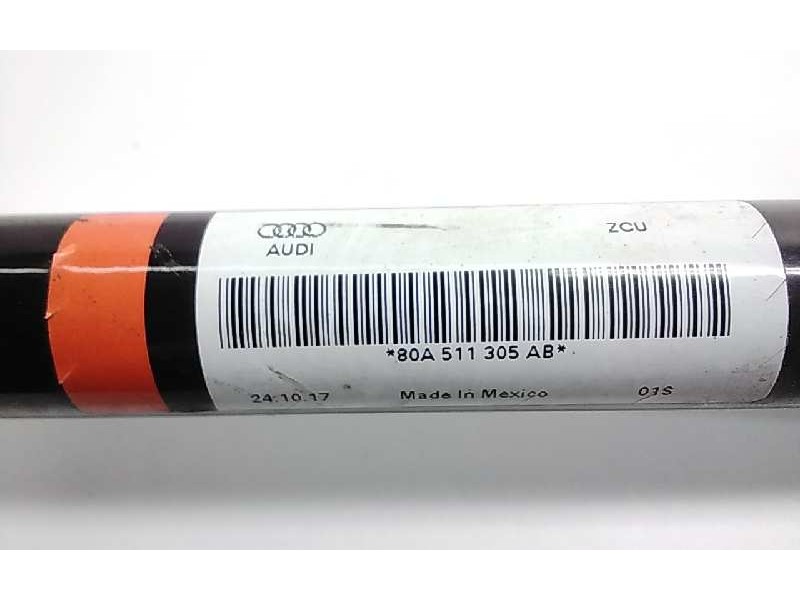 AUDI ZCU
*80A 511 305 AB*
24.10.17 Made In Mexico 01S